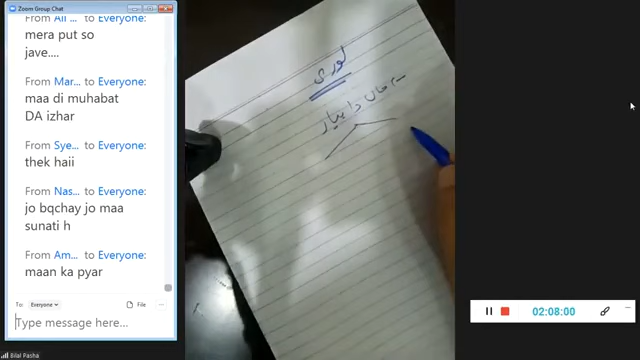 Zoom Group Chat
From All ... to Everyone:
mera put so
jave....
From Mar... to Everyone:
maa di muhabat
DA izhar
From Sye... to Everyone:
thek haii
From Nas... to Everyone:
jo bqchay jo maa
sunati h
From Am... to Everyone:
maan ka pyar
To: Everyone
File
Type message here...
Bilal Pasha
لوری
ماں دا پیار
02:08:00